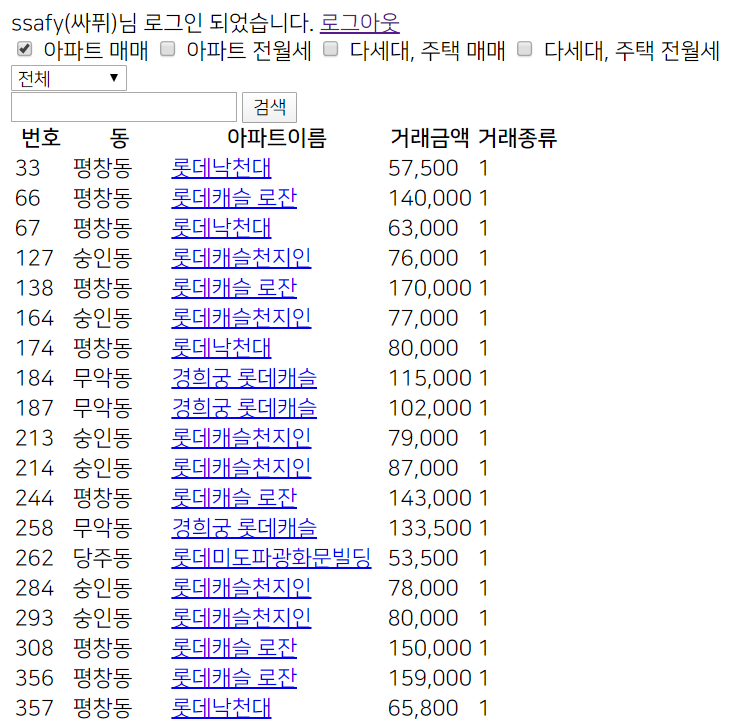 ssafy(싸퓌)님 로그인 되었습니다. 로그아웃
아파트 매매 아파트 전월세 다세대, 주택 매매 다세대, 주택 전월세
전체
검색
번호 동 아파트이름 거래금액 거래종류
33 평창동 롯데낙천대 57,500 1
66 평창동 롯데캐슬 로잔 140,000 1
67 평창동 롯데낙천대 63,000 1
127 숭인동 롯데캐슬천지인 76,000 1
138 평창동 롯데캐슬 로잔 170,000 1
164 숭인동 롯데캐슬천지인 77,000 1
174 평창동 롯데낙천대 80,000 1
184 무악동 경희궁 롯데캐슬 115,000 1
187 무악동 경희궁 롯데캐슬 102,000 1
213 숭인동 롯데캐슬천지인 79,000 1
214 숭인동 롯데캐슬천지인 87,000 1
244 평창동 롯데캐슬 로잔 143,000 1
258 무악동 경희궁 롯데캐슬 133,500 1
262 당주동 롯데미도파광화문빌딩 53,500 1
284 숭인동 롯데캐슬천지인 78,000 1
293 숭인동 롯데캐슬천지인 80,000 1
308 평창동 롯데캐슬 로잔 150,000 1
356 평창동 롯데캐슬 로잔 159,000 1
357 평창동 롯데낙천대 65,800 1